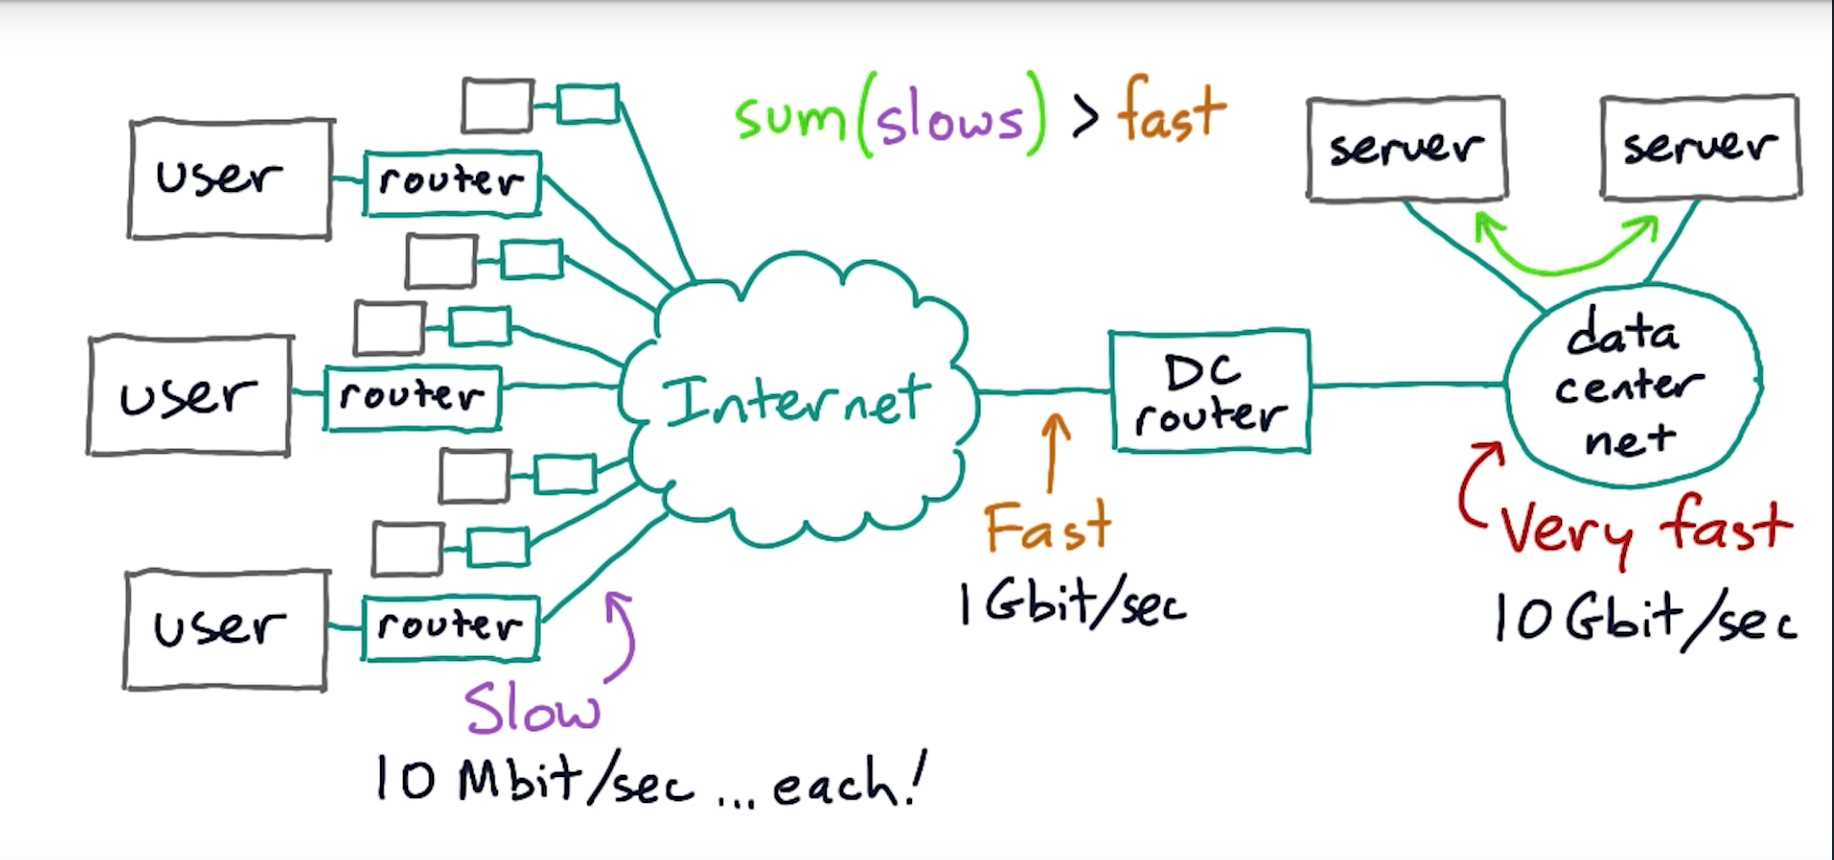 sum(slows) > fast
user
router
server
server
user
router
Internet
DC
router
data
center
net
Fast
1 Gbit/sec
Very fast
10 Gbit/sec
user
router
Slow
10 Mbit/sec ... each!